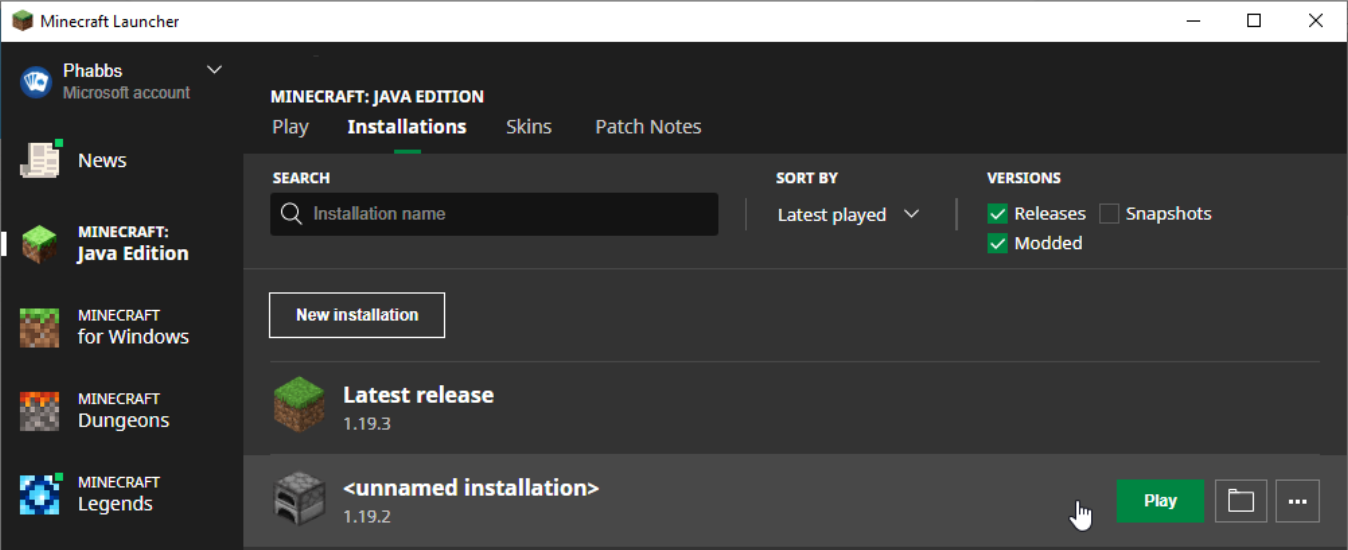 Minecraft Launcher
Phabbs
Microsoft account
News
MINECRAFT:
Java Edition
MINECRAFT
for Windows
MINECRAFT
Dungeons
MINECRAFT
Legends
MINECRAFT: JAVA EDITION
Play Installations Skins Patch Notes
SEARCH
Installation name
SORT BY
Latest played
VERSIONS
Releases Snapshots
Modded
New installation
Latest release
1.19.3
<unnamed installation>
1.19.2
Play